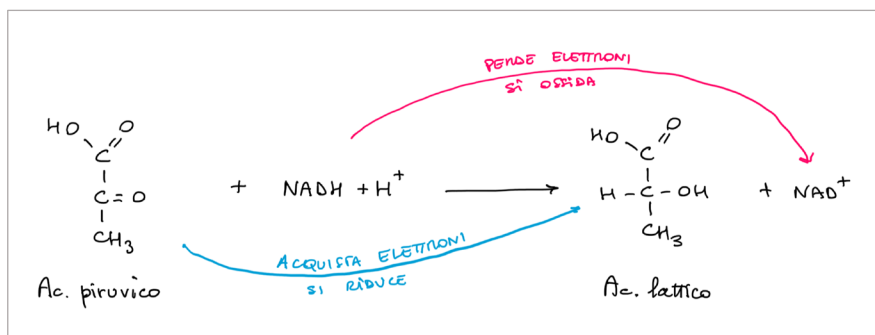 PERDE ELETTRONI
SI OSSIDA
HO O
C
C=O
CH3
Ac. piruvico
+ NADH + H+
ACQUISTA ELETTRONI
SI RIDUCE
HO O
C
H-C-OH
CH3
Ac. lattico
+ NAD+